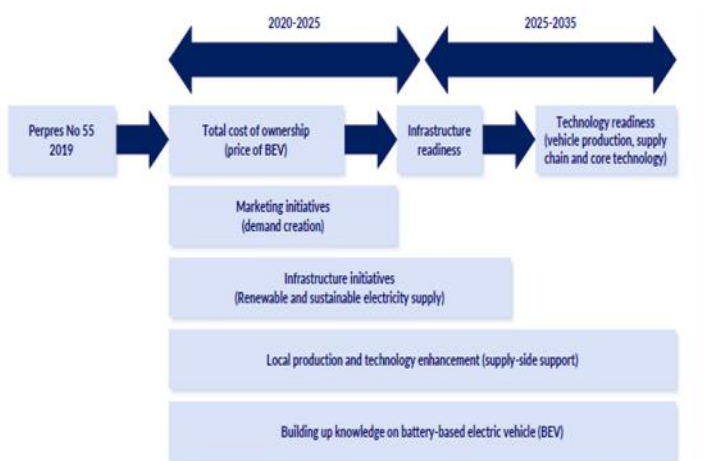 2020-2025
2025-2035
Perpres No 55
2019
Total cost of ownership
(price of BEV)
Infrastructure
readiness
Technology readiness
(vehicle production, supply
chain and core technology)
Marketing initiatives
(demand creation)
Infrastructure initiatives
(Renewable and sustainable electricity supply)
Local production and technology enhancement (supply-side support)
Building up knowledge on battery-based electric vehicle (BEV)